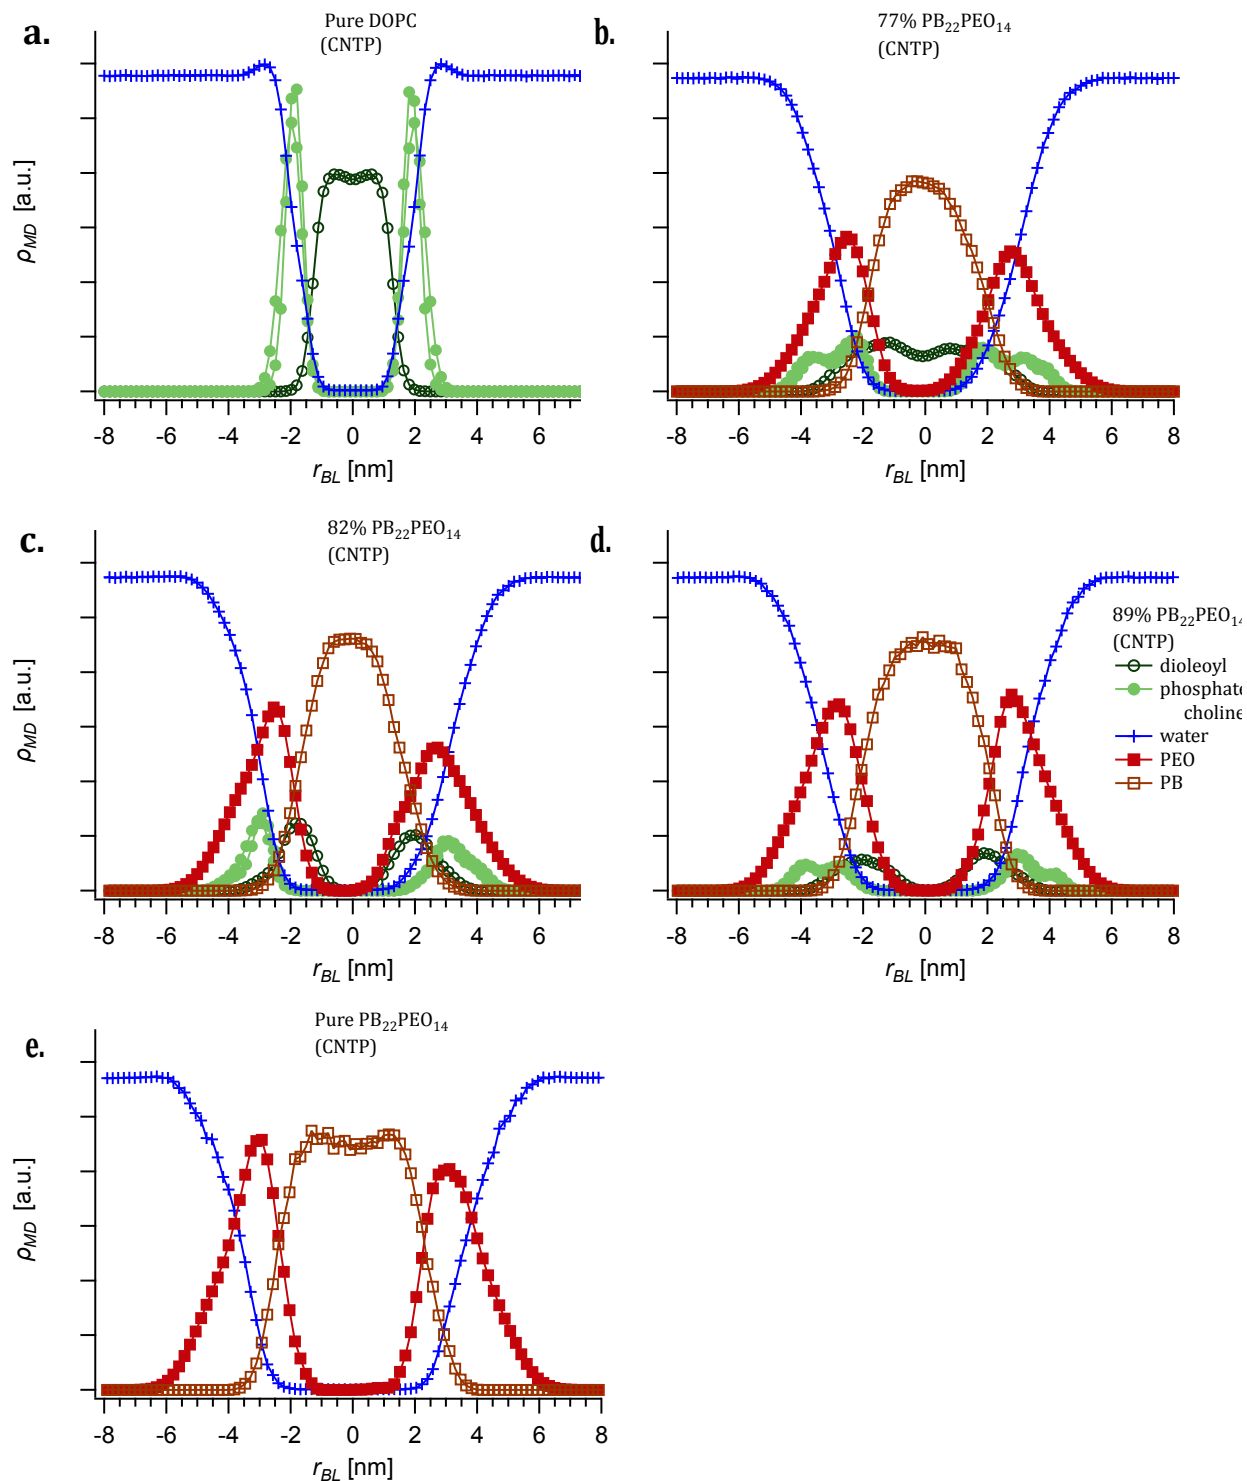 a.
Pure DOPC
(CNTP)
ρMD [a.u.]
-8 -6 -4 -2 0 2 4 6
rBL [nm]
b.
77% PB₂₂PEO₁₄
(CNTP)
-8 -6 -4 -2 0 2 4 6 8
rBL [nm]
c.
82% PB₂₂PEO₁₄
(CNTP)
ρMD [a.u.]
-8 -6 -4 -2 0 2 4 6
rBL [nm]
d.
89% PB₂₂PEO₁₄
(CNTP)
dioleoyl
phosphate
choline
water
PEO
PB
-8 -6 -4 -2 0 2 4 6 8
rBL [nm]
e.
Pure PB₂₂PEO₁₄
(CNTP)
ρMD [a.u.]
-8 -6 -4 -2 0 2 4 6 8
rBL [nm]